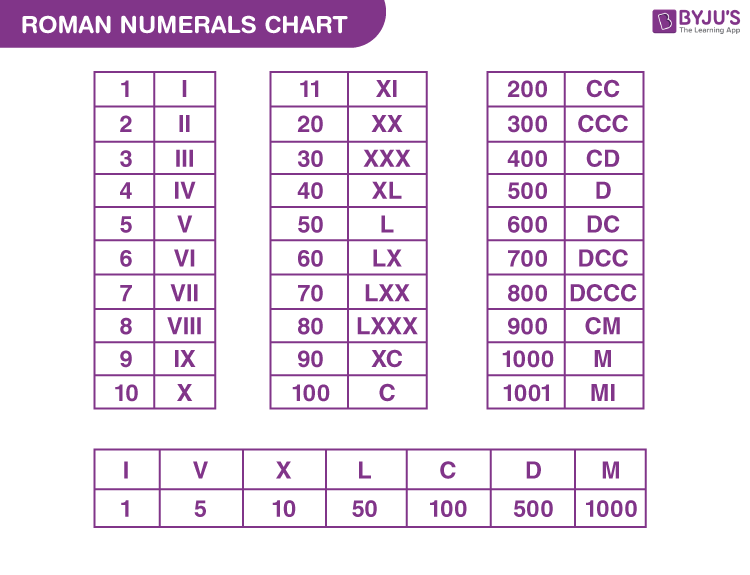 ROMAN NUMERALS CHART
BYJU'S
The Learning App
1 I 11 XI 200 CC
2 II 20 XX 300 CCC
3 III 30 XXX 400 CD
4 IV 40 XL 500 D
5 V 50 L 600 DC
6 VI 60 LX 700 DCC
7 VII 70 LXX 800 DCCC
8 VIII 80 LXXX 900 CM
9 IX 90 XC 1000 M
10 X 100 C 1001 MI
I V X L C D M
1 5 10 50 100 500 1000